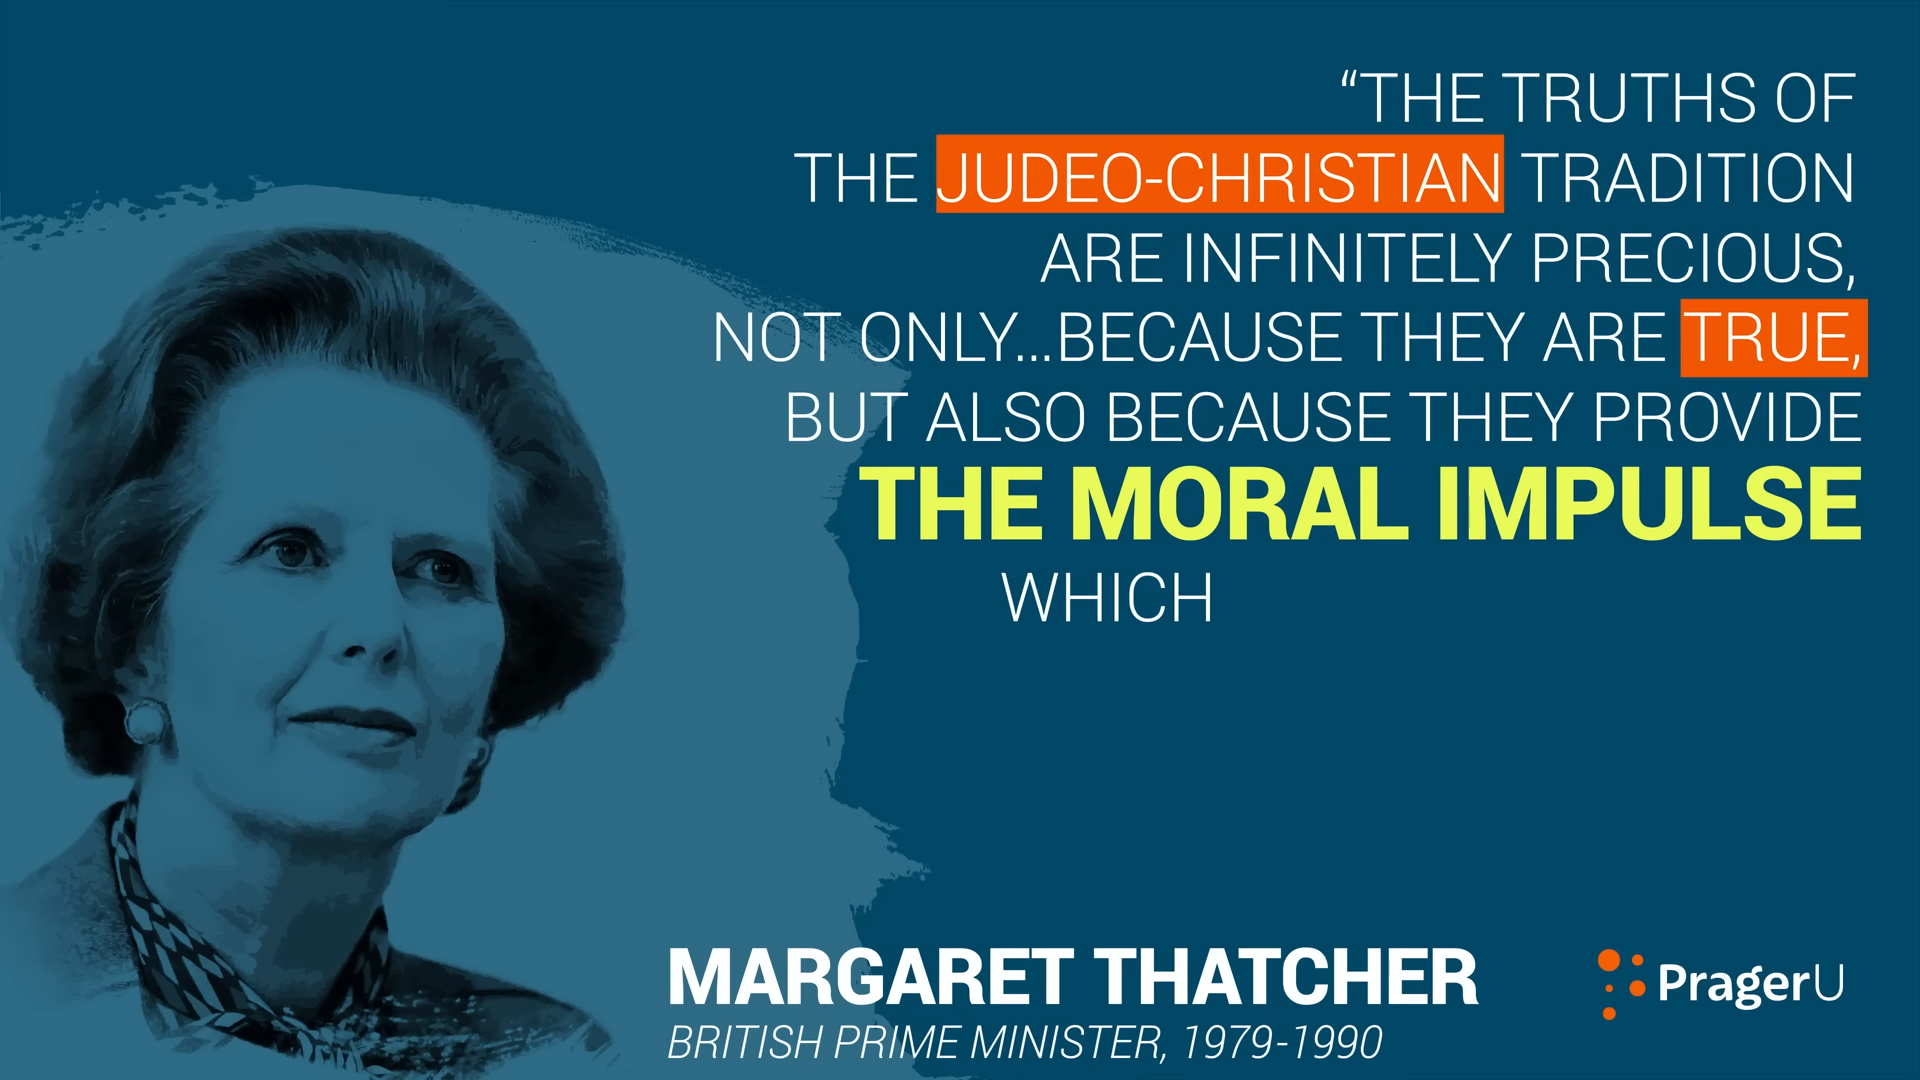 “THE TRUTHS OF
THE JUDEO-CHRISTIAN TRADITION
ARE INFINITELY PRECIOUS,
NOT ONLY...BECAUSE THEY ARE TRUE,
BUT ALSO BECAUSE THEY PROVIDE
THE MORAL IMPULSE
WHICH
MARGARET THATCHER
BRITISH PRIME MINISTER, 1979-1990
PragerU